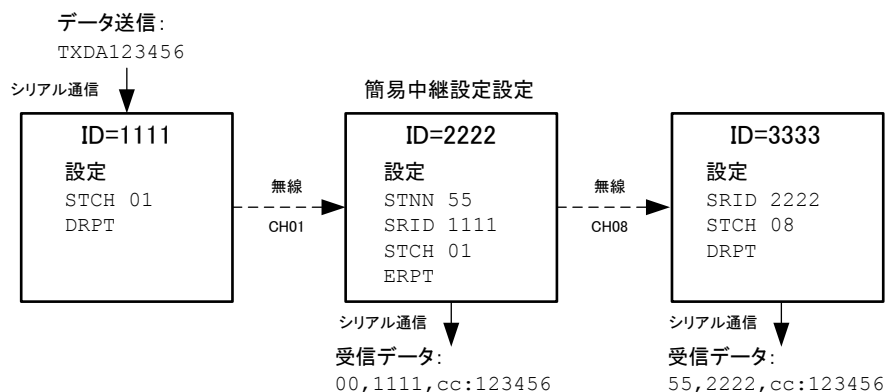 データ送信:
TXDA123456
シリアル通信
ID=1111
設定
STCH 01
DRPT
無線
CH01
簡易中継設定設定
ID=2222
設定
STNN 55
SRID 1111
STCH 01
ERPT
シリアル通信
受信データ:
00,1111,cc:123456
無線
CH08
ID=3333
設定
SRID 2222
STCH 08
DRPT
シリアル通信
受信データ:
55,2222,cc:123456